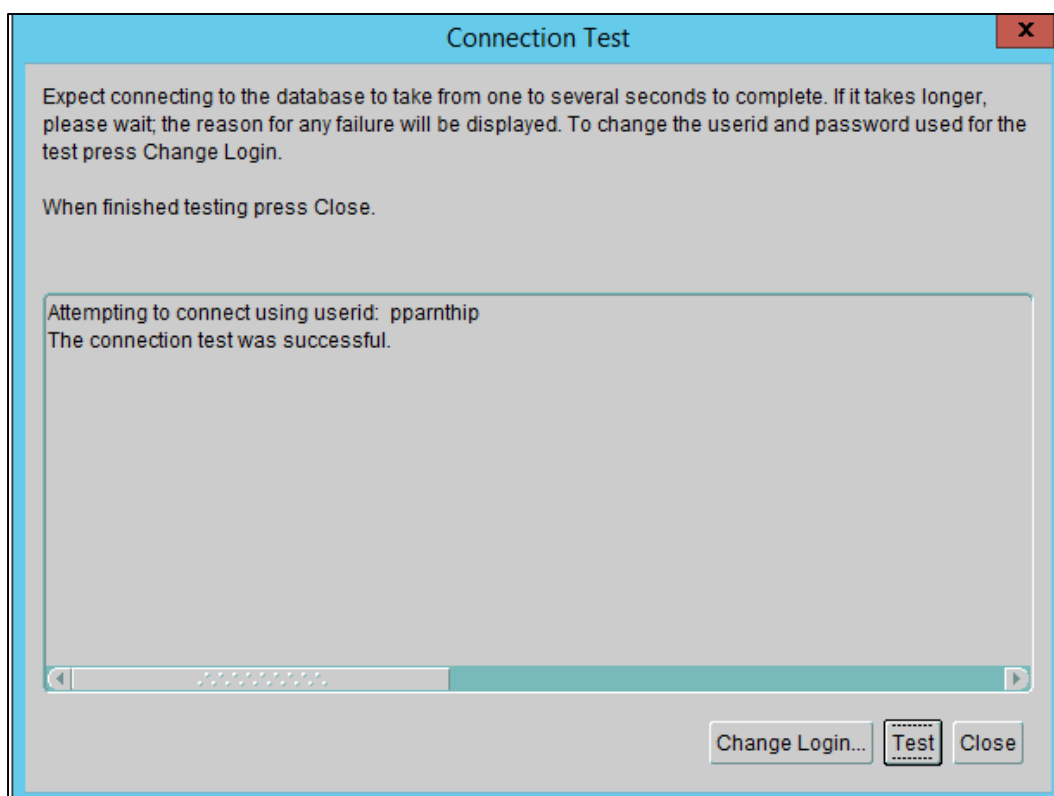 Connection Test
x
Expect connecting to the database to take from one to several seconds to complete. If it takes longer,
please wait; the reason for any failure will be displayed. To change the userid and password used for the
test press Change Login.
When finished testing press Close.
Attempting to connect using userid:  pparnthip
The connection test was successful.
Change Login... Test Close